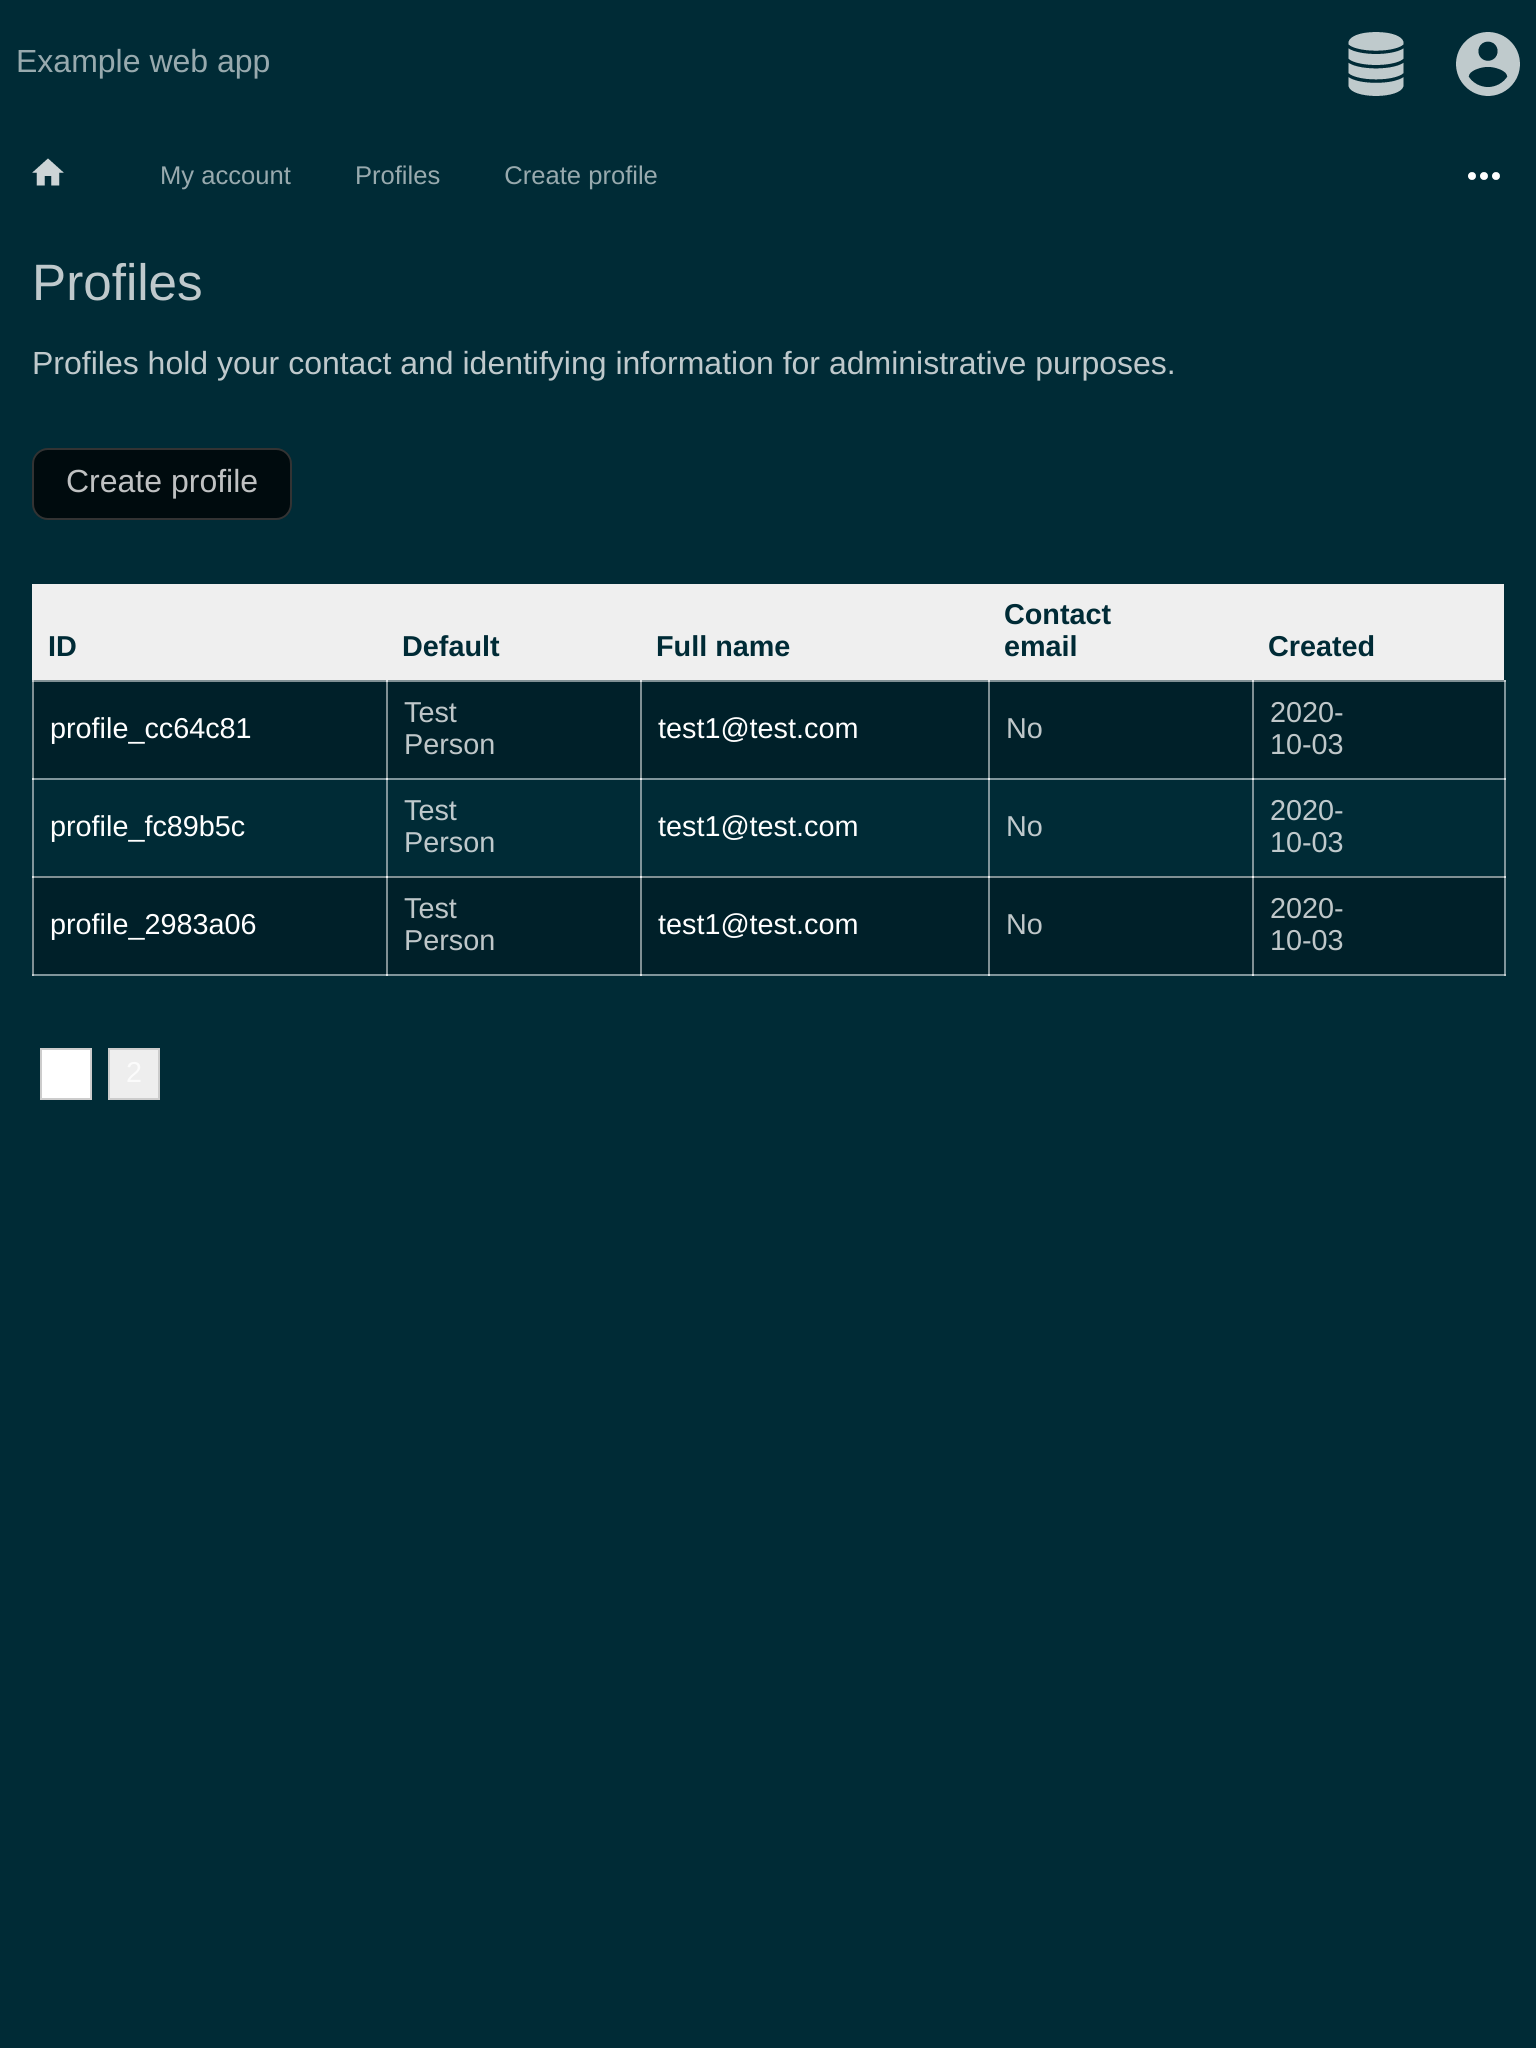 Example web app
My account Profiles Create profile
Profiles
Profiles hold your contact and identifying information for administrative purposes.
Create profile
ID Default Full name Contact email Created
profile_cc64c81 Test Person test1@test.com No 2020-10-03
profile_fc89b5c Test Person test1@test.com No 2020-10-03
profile_2983a06 Test Person test1@test.com No 2020-10-03
2